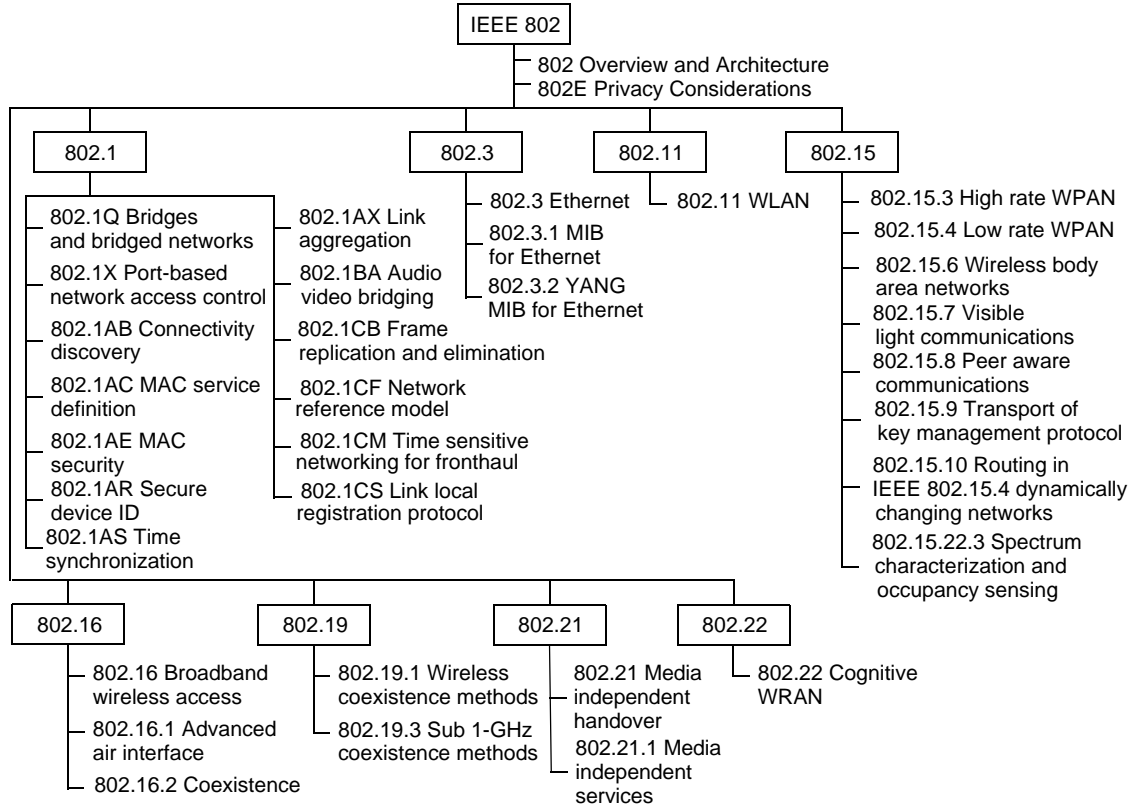 IEEE 802
802 Overview and Architecture
802E Privacy Considerations
802.1
802.1Q Bridges
and bridged networks
802.1X Port-based
network access control
802.1AB Connectivity
discovery
802.1AC MAC service
definition
802.1AE MAC
security
802.1AR Secure
device ID
802.1AS Time
synchronization
802.1AX Link
aggregation
802.1BA Audio
video bridging
802.1CB Frame
replication and elimination
802.1CF Network
reference model
802.1CM Time sensitive
networking for fronthaul
802.1CS Link local
registration protocol
802.3
802.3 Ethernet
802.3.1 MIB
for Ethernet
802.3.2 YANG
MIB for Ethernet
802.11
802.11 WLAN
802.15
802.15.3 High rate WPAN
802.15.4 Low rate WPAN
802.15.6 Wireless body
area networks
802.15.7 Visible
light communications
802.15.8 Peer aware
communications
802.15.9 Transport of
key management protocol
802.15.10 Routing in
IEEE 802.15.4 dynamically
changing networks
802.15.22.3 Spectrum
characterization and
occupancy sensing
802.16
802.16 Broadband
wireless access
802.16.1 Advanced
air interface
802.16.2 Coexistence
802.19
802.19.1 Wireless
coexistence methods
802.19.3 Sub 1-GHz
coexistence methods
802.21
802.21 Media
independent
handover
802.21.1 Media
independent
services
802.22
802.22 Cognitive
WRAN